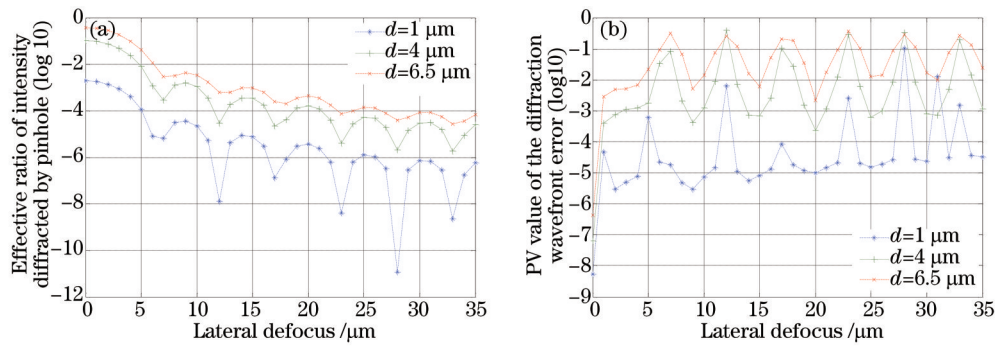 (a)
d=1 μm
d=4 μm
d=6.5 μm
Effective ratio of intensity
diffracted by pinhole (log 10)
0
−2
−4
−6
−8
−10
−12
0 5 10 15 20 25 30 35
Lateral defocus /μm
(b)
d=1 μm
d=4 μm
d=6.5 μm
PV value of the diffraction
wavefront error (log10)
0
−1
−2
−3
−4
−5
−6
−7
−8
−9
0 5 10 15 20 25 30 35
Lateral defocus /μm